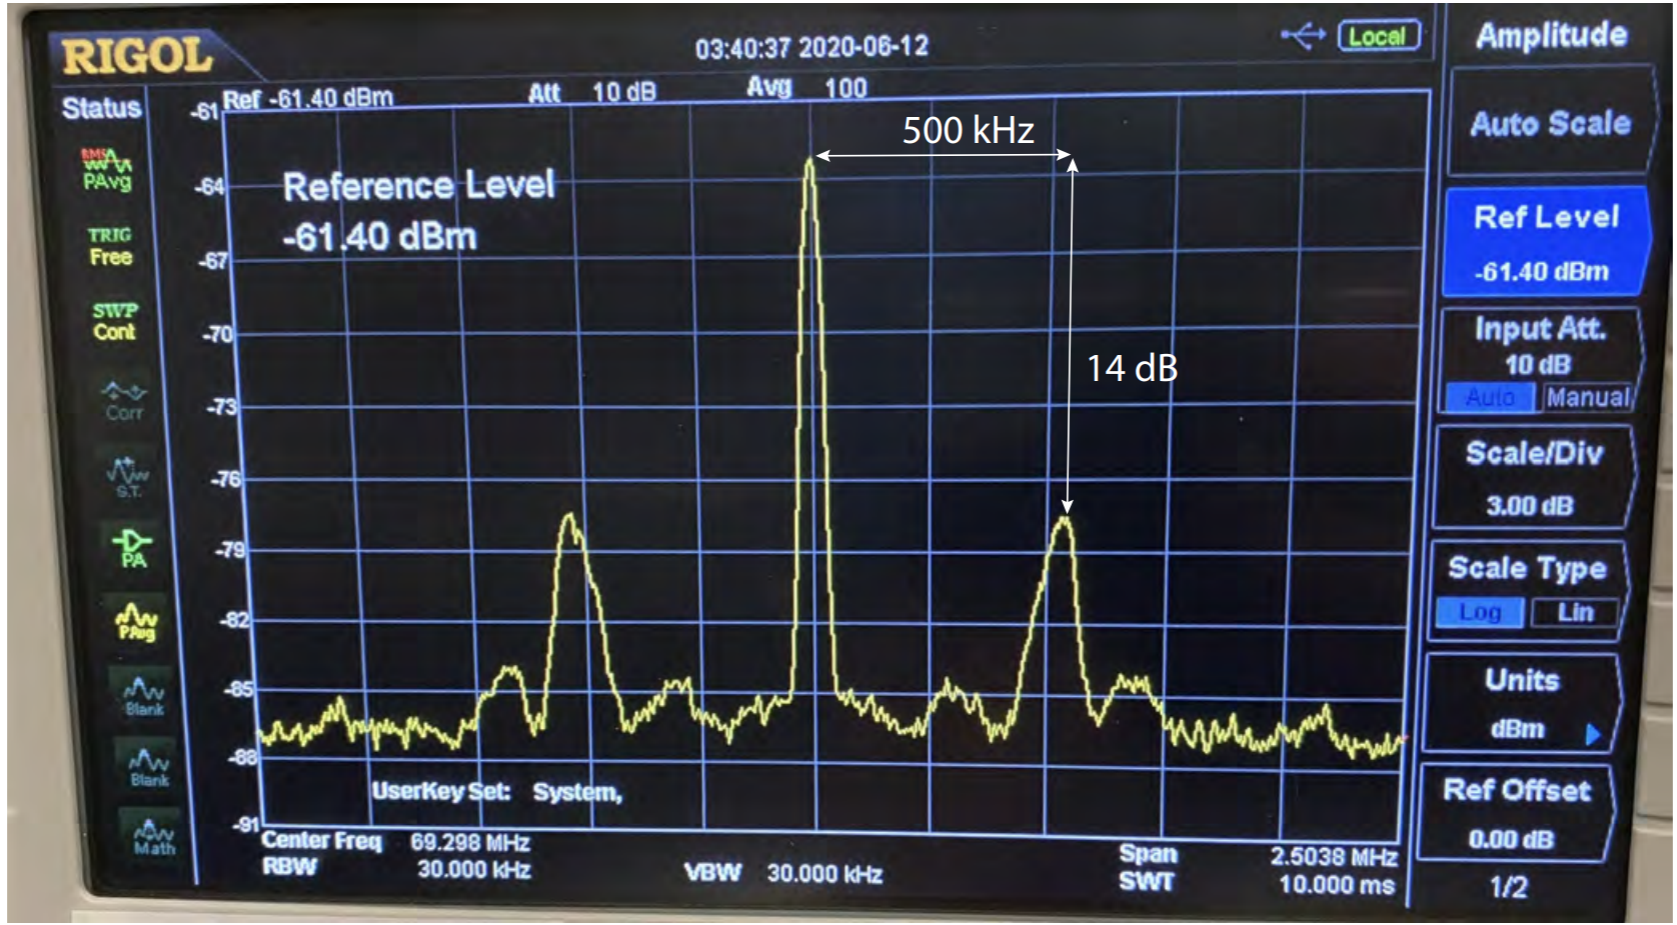 RIGOL
03:40:37 2020-06-12
Local
Amplitude
Status
Ref -61.40 dBm
Att 10 dB
Avg 100
-61
-64
-67
-70
-73
-76
-79
-82
-85
-88
-91
Reference Level
-61.40 dBm
500 kHz
14 dB
RMS
PAvg
TRIG
Free
SWP
Cont
Corr
S.T.
PA
PAvg
Blank
Blank
Math
UserKey Set: System,
Center Freq 69.298 MHz
RBW 30.000 kHz
VBW 30.000 kHz
Span 2.5038 MHz
SWT 10.000 ms
Auto Scale
Ref Level
-61.40 dBm
Input Att.
10 dB
Auto Manual
Scale/Div
3.00 dB
Scale Type
Log Lin
Units
dBm
Ref Offset
0.00 dB
1/2